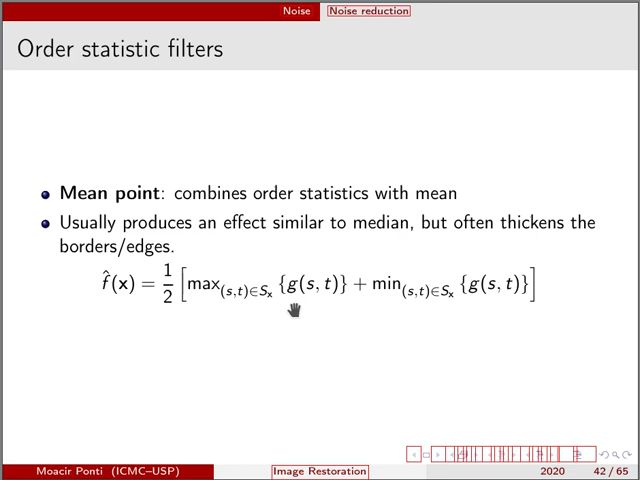 Noise Noise reduction
Order statistic filters
Mean point: combines order statistics with mean
Usually produces an effect similar to median, but often thickens the
borders/edges.
f̂(x) = 1/2 [max_(s,t)∈S_x {g(s, t)} + min_(s,t)∈S_x {g(s, t)}]
Moacir Ponti (ICMC–USP) Image Restoration 2020 42 / 65